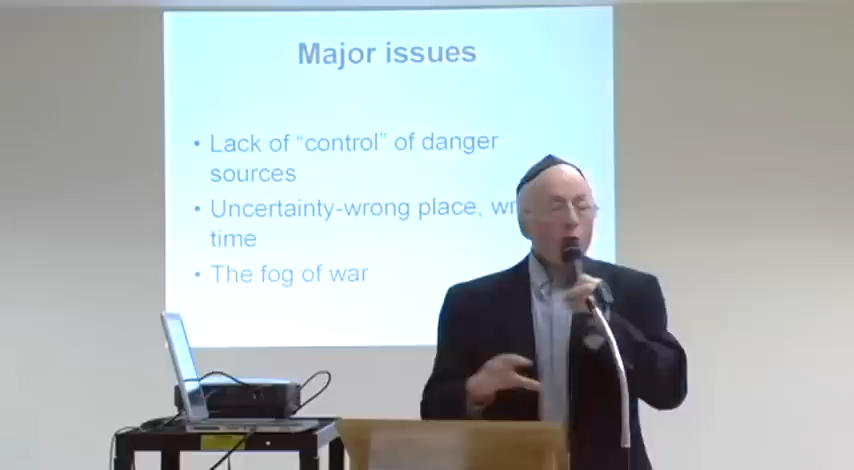 Major issues
• Lack of “control” of danger
sources
• Uncertainty-wrong place,
time
• The fog of war